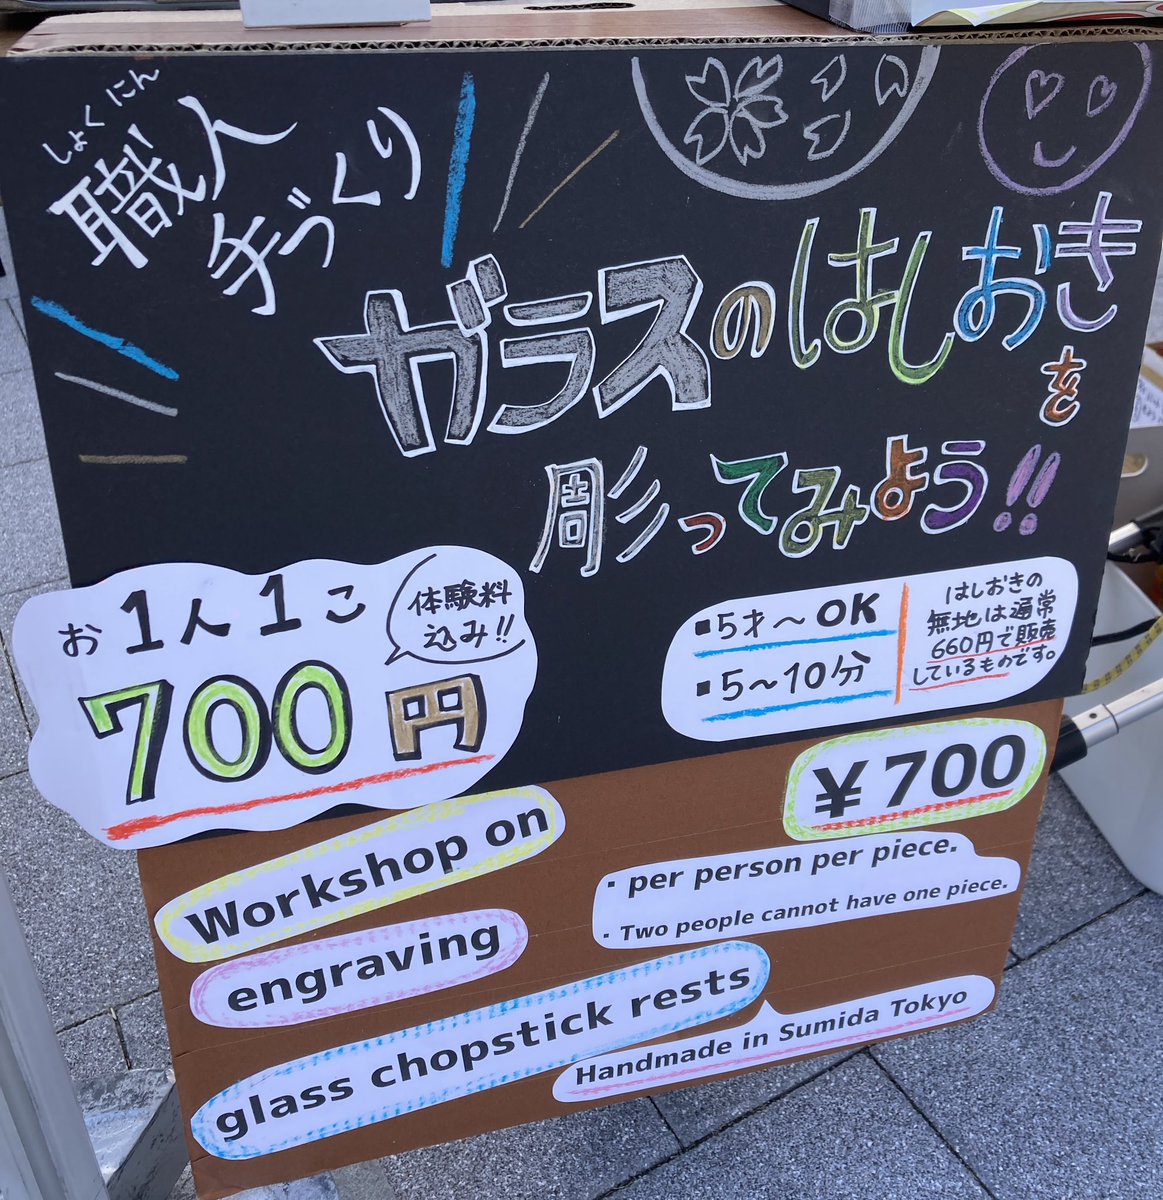 しょくにん
職人
手づくり
ガラスのはしおきを
彫ってみよう!!
お1人1こ
700円
体験料
込み!!
▪5才〜OK
▪5〜10分
はしおきの
無地は通常
660円で販売
しているものです。
¥700
・per person per piece.
・Two people cannot have one piece.
Workshop on
engraving
glass chopstick rests
Handmade in Sumida Tokyo